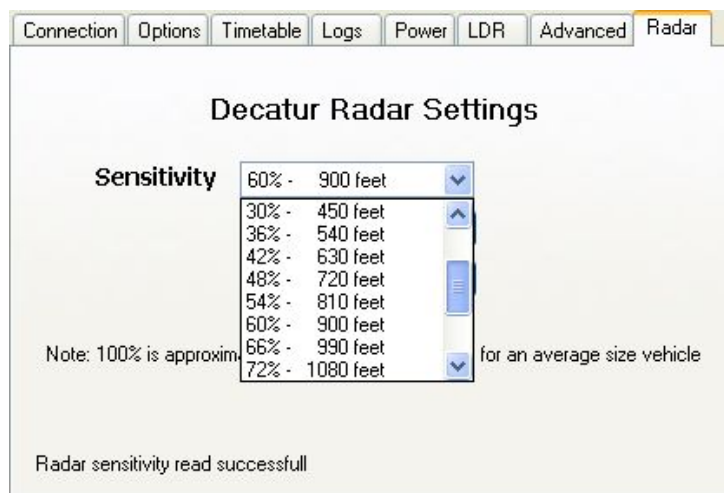 Connection Options Timetable Logs Power LDR Advanced Radar
Decatur Radar Settings
Sensitivity 60% - 900 feet
30% - 450 feet
36% - 540 feet
42% - 630 feet
48% - 720 feet
54% - 810 feet
60% - 900 feet
66% - 990 feet
72% - 1080 feet
Note: 100% is for an average size vehicle
Radar sensitivity read successfull